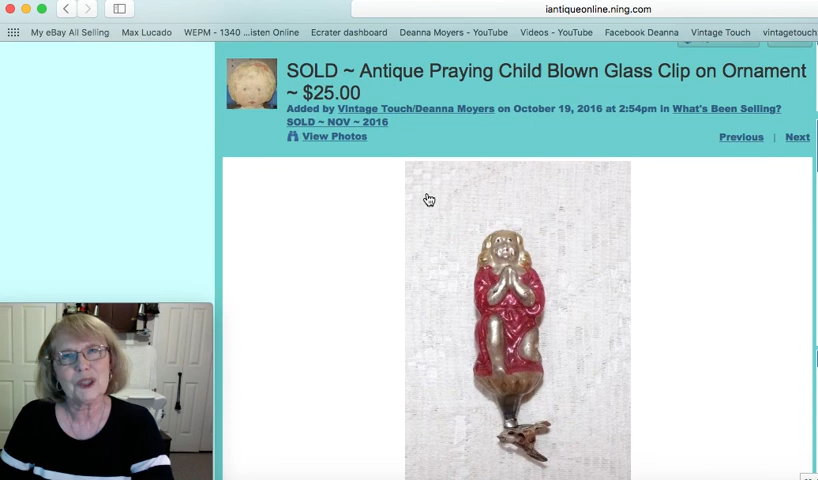 iantiqueonline.ning.com
My eBay All Selling Max Lucado WEPM - 1340 ...isten Online Ecrater dashboard Deanna Moyers - YouTube Videos - YouTube Facebook Deanna Vintage Touch vintagetouch
SOLD ~ Antique Praying Child Blown Glass Clip on Ornament
~ $25.00
Added by Vintage Touch/Deanna Moyers on October 19, 2016 at 2:54pm in What's Been Selling?
SOLD ~ NOV ~ 2016
View Photos Previous | Next